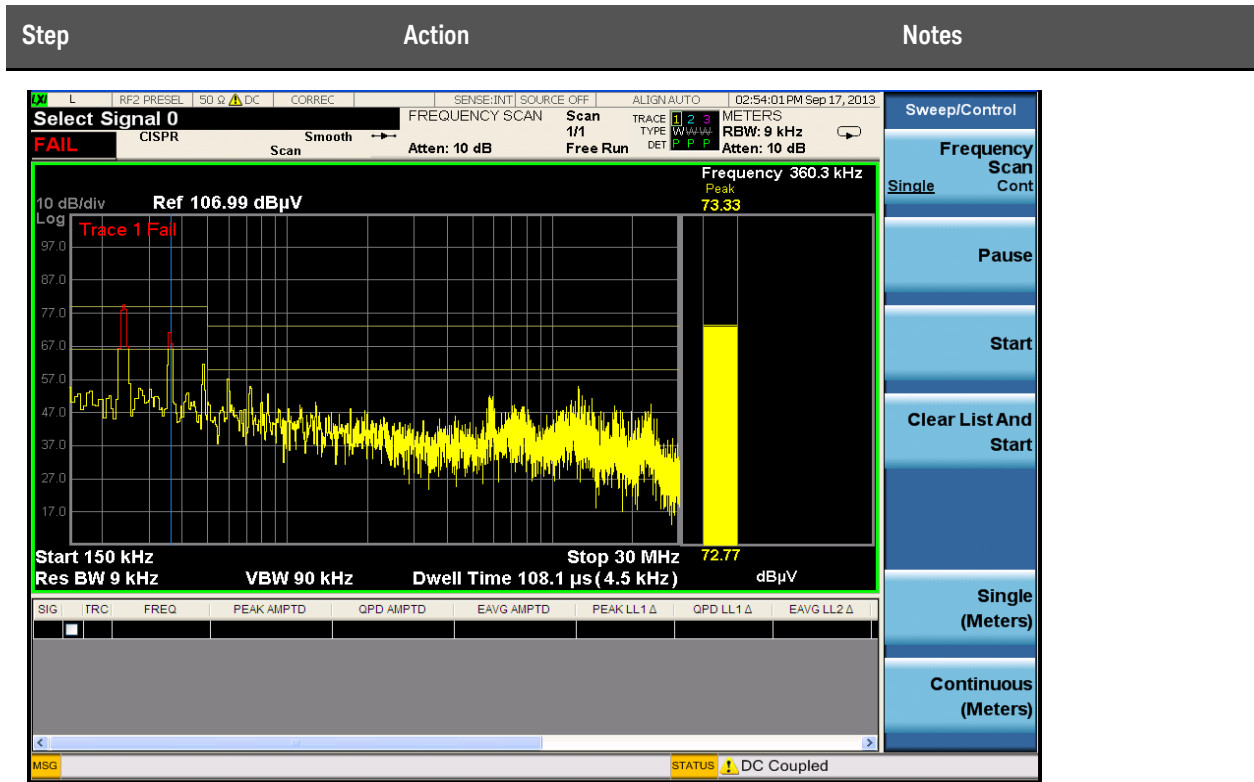 Step Action Notes
LXI L RF2 PRESEL 50 Ω DC CORREC SENSE:INT SOURCE OFF ALIGN AUTO 02:54:01 PM Sep 17, 2013
Select Signal 0 FREQUENCY SCAN Scan TRACE 1 2 3 METERS
FAIL CISPR Smooth 1/1 TYPE W W W RBW: 9 kHz
Scan Atten: 10 dB Free Run DET P P P Atten: 10 dB
Frequency 360.3 kHz
Peak
10 dB/div Ref 106.99 dBµV 73.33
Log
Trace 1 Fail
97.0
87.0
77.0
67.0
57.0
47.0
37.0
27.0
17.0
Start 150 kHz Stop 30 MHz 72.77
Res BW 9 kHz VBW 90 kHz Dwell Time 108.1 µs (4.5 kHz) dBµV
SIG TRC FREQ PEAK AMPTD QPD AMPTD EAVG AMPTD PEAK LL1 Δ QPD LL1 Δ EAVG LL2 Δ
MSG STATUS DC Coupled
Sweep/Control
Frequency
Scan
Single Cont
Pause
Start
Clear List And
Start
Single
(Meters)
Continuous
(Meters)